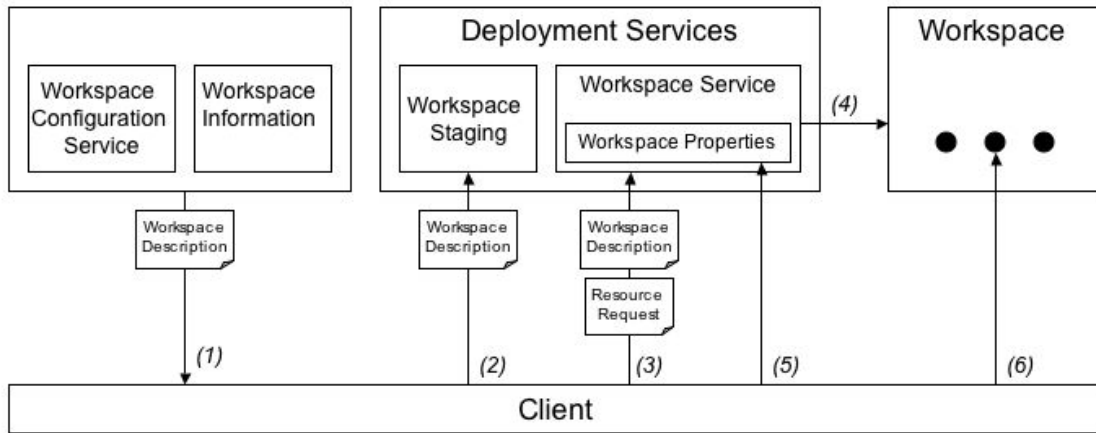 Deployment Services
Workspace
Workspace
Configuration
Service
Workspace
Information
Workspace
Staging
Workspace Service
Workspace Properties
(4)
Workspace
Description
Workspace
Description
Workspace
Description
Resource
Request
(1)
(2)
(3)
(5)
(6)
Client